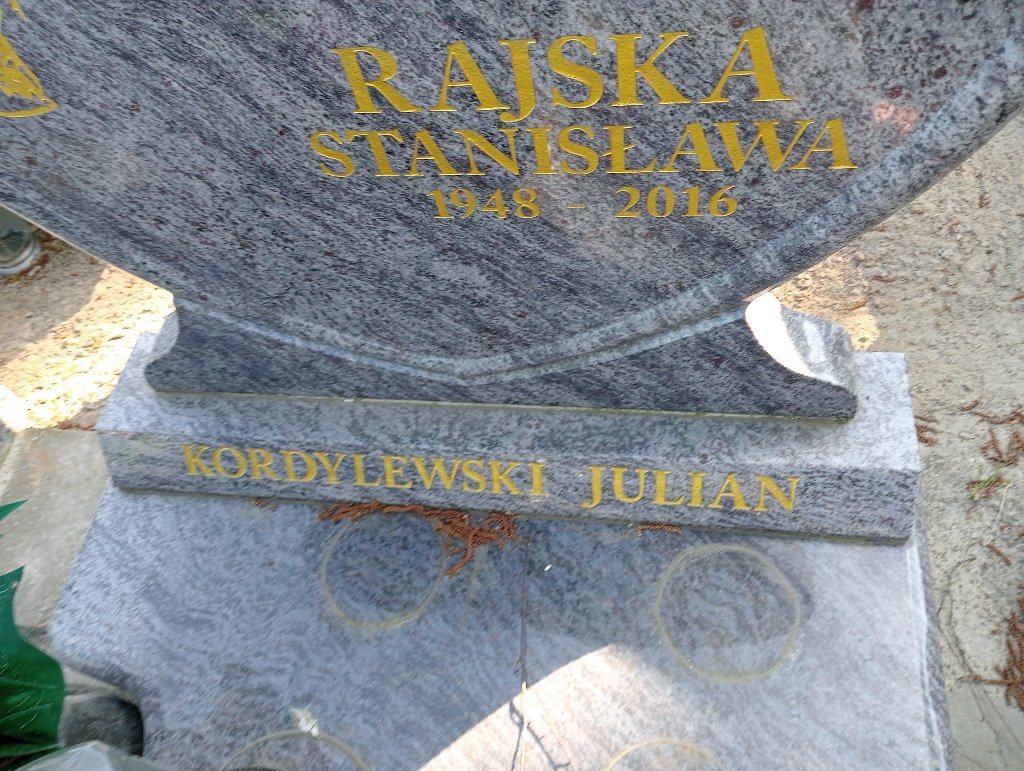 RAJSKA
STANISŁAWA
1948 - 2016
KORDYLEWSKI JULIAN